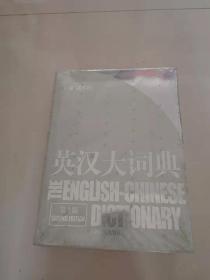 英汉大词典
THE ENGLISH-CHINESE
DICTIONARY
第2版
SECOND EDITION